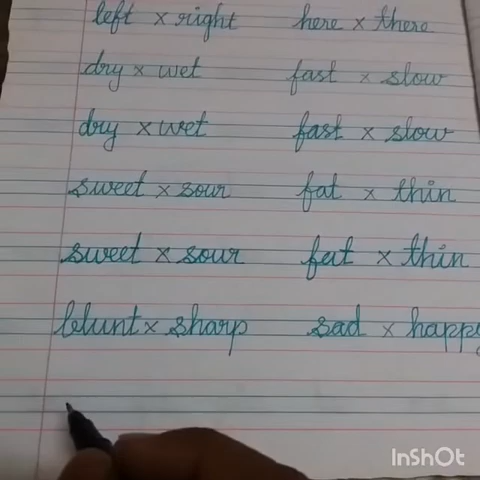 left × right here × there
dry × wet fast × slow
dry × wet fast × slow
sweet × sour fat × thin
sweet × sour fat × thin
blunt × sharp sad × happy
InShOt